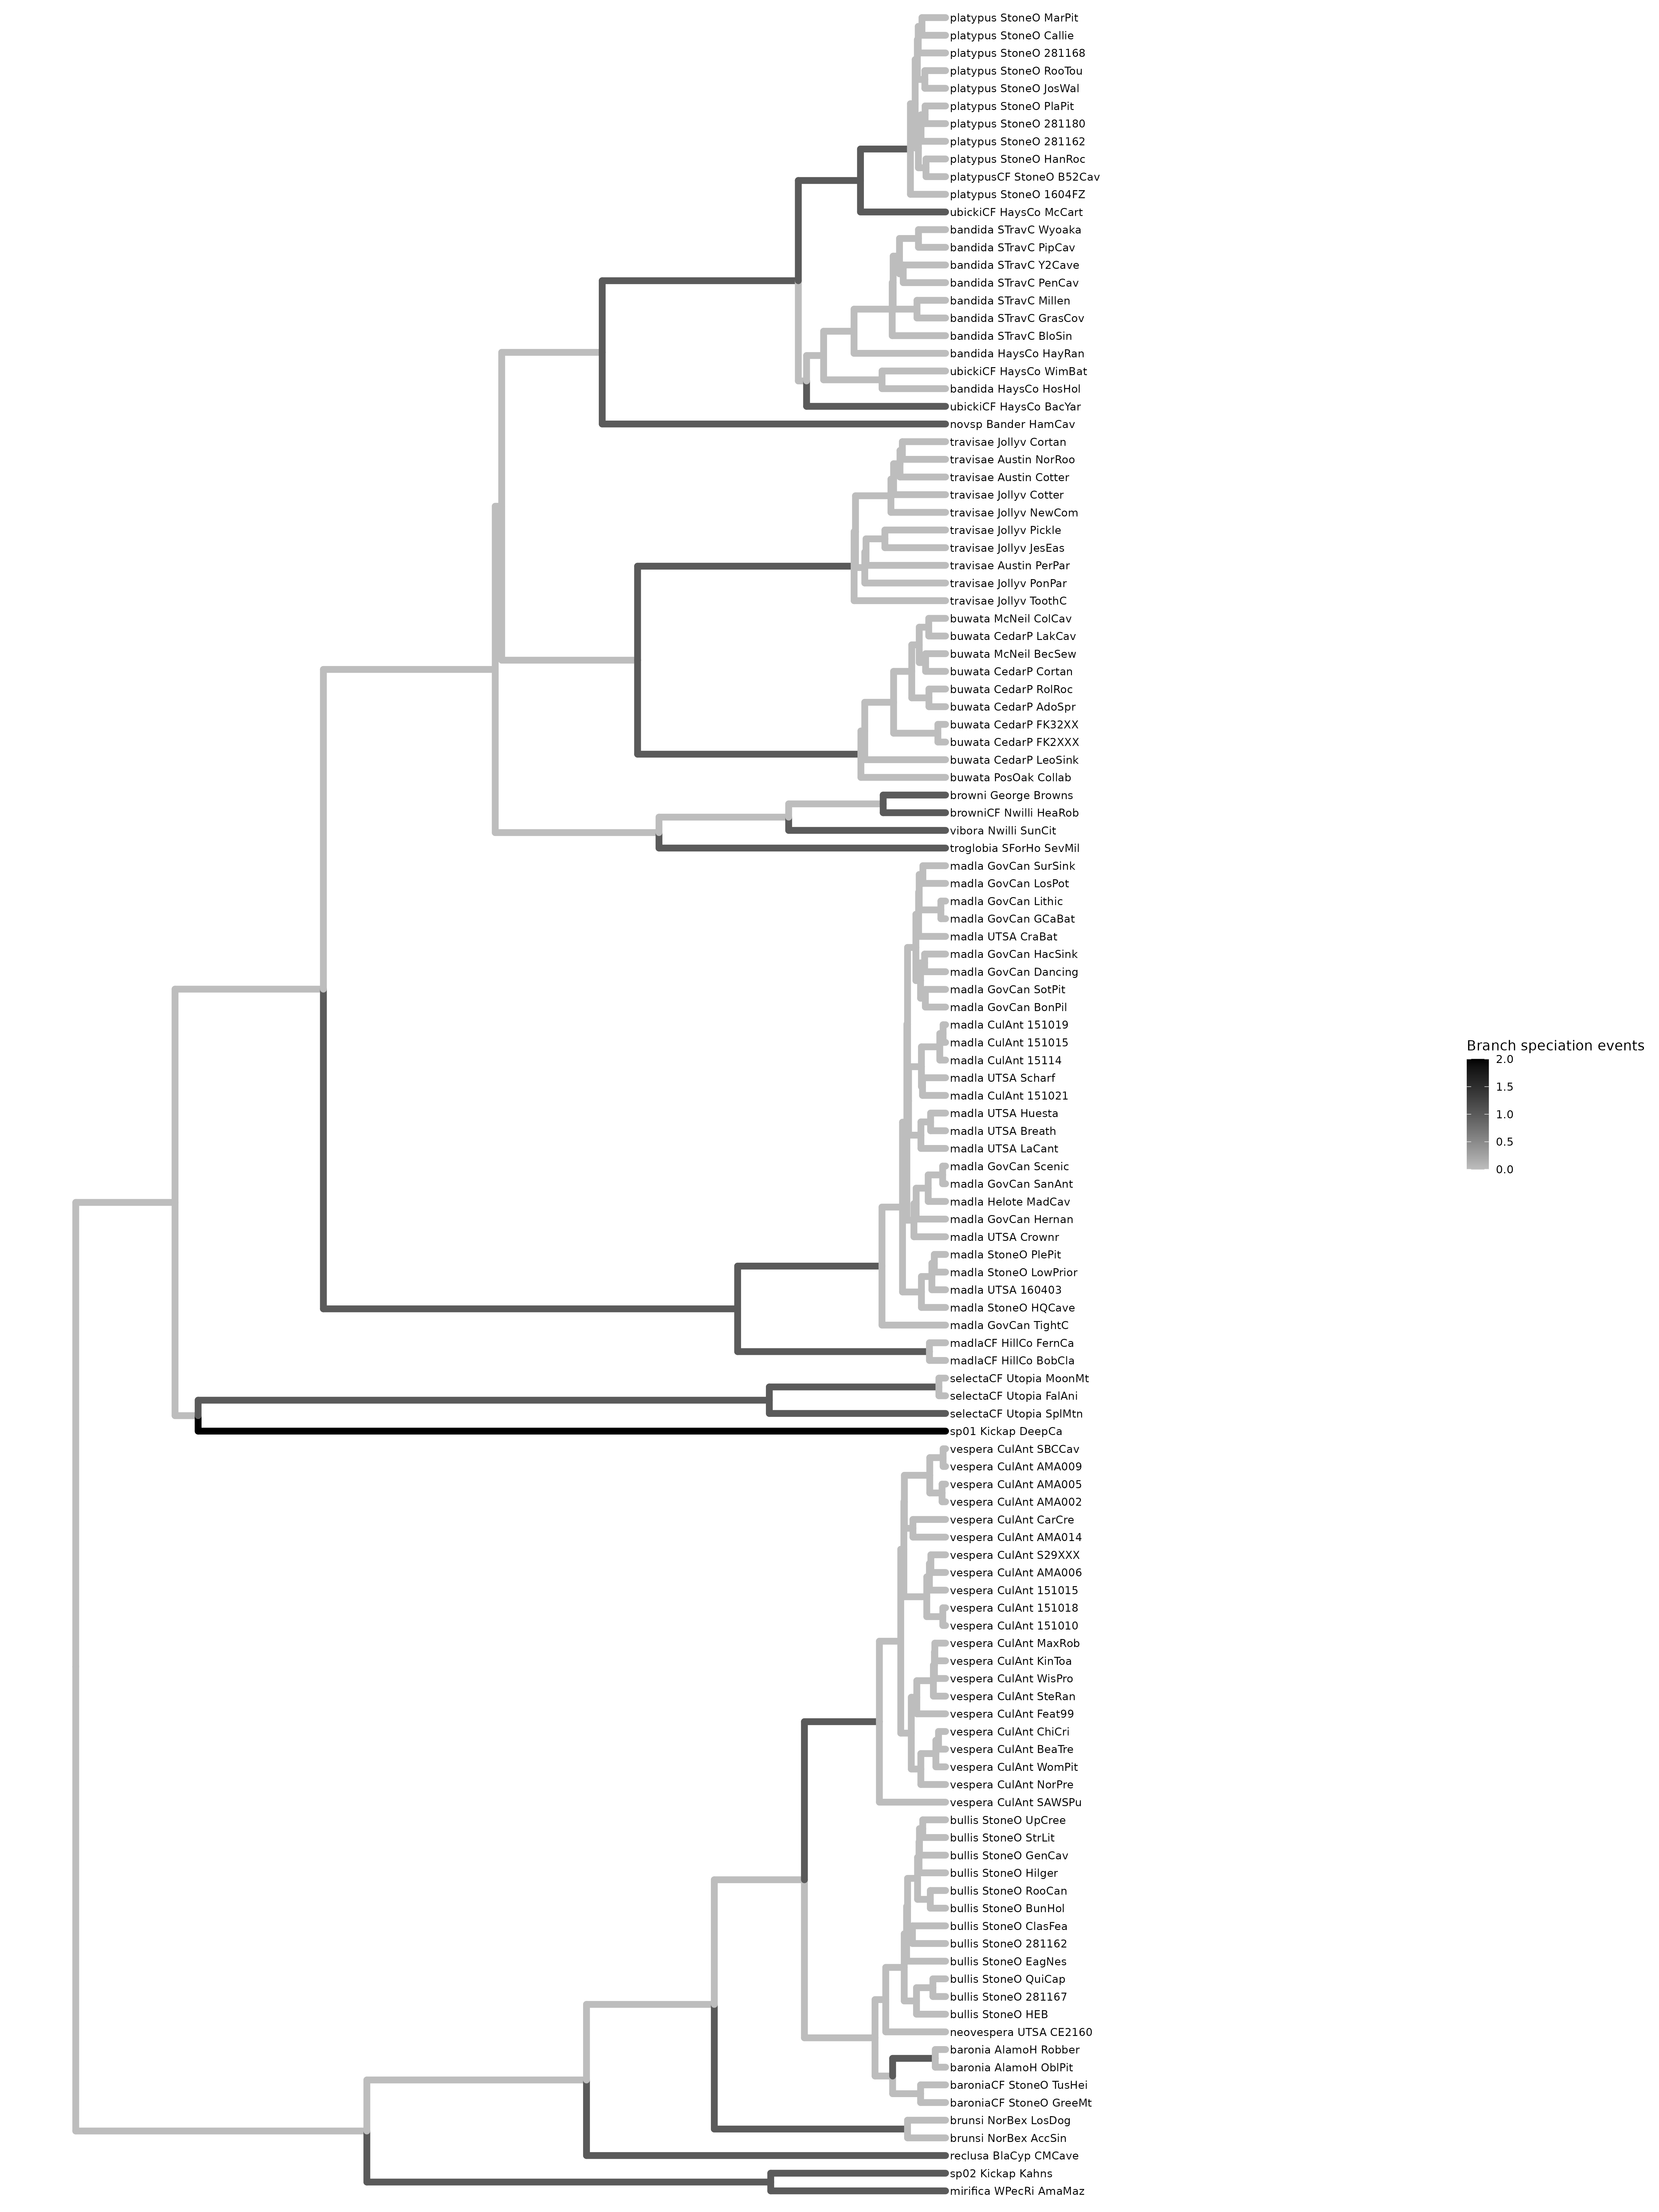 platypus StoneO MarPit
platypus StoneO Callie
platypus StoneO 281168
platypus StoneO RooTou
platypus StoneO JosWal
platypus StoneO PlaPit
platypus StoneO 281180
platypus StoneO 281162
platypus StoneO HanRoc
platypusCF StoneO B52Cav
platypus StoneO 1604FZ
ubickiCF HaysCo McCart
bandida STravC Wyoaka
bandida STravC PipCav
bandida STravC Y2Cave
bandida STravC PenCav
bandida STravC Millen
bandida STravC GrasCov
bandida STravC BloSin
bandida HaysCo HayRan
ubickiCF HaysCo WimBat
bandida HaysCo HosHol
ubickiCF HaysCo BacYar
novsp Bander HamCav
travisae Jollyv Cortan
travisae Austin NorRoo
travisae Austin Cotter
travisae Jollyv Cotter
travisae Jollyv NewCom
travisae Jollyv Pickle
travisae Jollyv JesEas
travisae Austin PerPar
travisae Jollyv PonPar
travisae Jollyv ToothC
buwata McNeil ColCav
buwata CedarP LakCav
buwata McNeil BecSew
buwata CedarP Cortan
buwata CedarP RolRoc
buwata CedarP AdoSpr
buwata CedarP FK32XX
buwata CedarP FK2XXX
buwata CedarP LeoSink
buwata PosOak Collab
browni George Browns
browniCF Nwilli HeaRob
vibora Nwilli SunCit
troglobia SForHo SevMil
madla GovCan SurSink
madla GovCan LosPot
madla GovCan Lithic
madla GovCan GCaBat
madla UTSA CraBat
madla GovCan HacSink
madla GovCan Dancing
madla GovCan SotPit
madla GovCan BonPil
madla CulAnt 151019
madla CulAnt 151015
madla CulAnt 15114
madla UTSA Scharf
madla CulAnt 151021
madla UTSA Huesta
madla UTSA Breath
madla UTSA LaCant
madla GovCan Scenic
madla GovCan SanAnt
madla Helote MadCav
madla GovCan Hernan
madla UTSA Crownr
madla StoneO PlePit
madla StoneO LowPrior
madla UTSA 160403
madla StoneO HQCave
madla GovCan TightC
madlaCF HillCo FernCa
madlaCF HillCo BobCla
selectaCF Utopia MoonMt
selectaCF Utopia FalAni
selectaCF Utopia SplMtn
sp01 Kickap DeepCa
vespera CulAnt SBCCav
vespera CulAnt AMA009
vespera CulAnt AMA005
vespera CulAnt AMA002
vespera CulAnt CarCre
vespera CulAnt AMA014
vespera CulAnt S29XXX
vespera CulAnt AMA006
vespera CulAnt 151015
vespera CulAnt 151018
vespera CulAnt 151010
vespera CulAnt MaxRob
vespera CulAnt KinToa
vespera CulAnt WisPro
vespera CulAnt SteRan
vespera CulAnt Feat99
vespera CulAnt ChiCri
vespera CulAnt BeaTre
vespera CulAnt WomPit
vespera CulAnt NorPre
vespera CulAnt SAWSPu
bullis StoneO UpCree
bullis StoneO StrLit
bullis StoneO GenCav
bullis StoneO Hilger
bullis StoneO RooCan
bullis StoneO BunHol
bullis StoneO ClasFea
bullis StoneO 281162
bullis StoneO EagNes
bullis StoneO QuiCap
bullis StoneO 281167
bullis StoneO HEB
neovespera UTSA CE2160
baronia AlamoH Robber
baronia AlamoH OblPit
baroniaCF StoneO TusHei
baroniaCF StoneO GreeMt
brunsi NorBex LosDog
brunsi NorBex AccSin
reclusa BlaCyp CMCave
sp02 Kickap Kahns
mirifica WPecRi AmaMaz
Branch speciation events
2.0
1.5
1.0
0.5
0.0